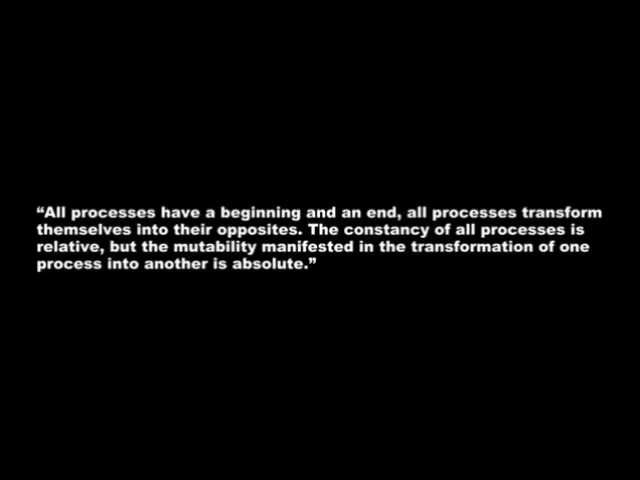 “All processes have a beginning and an end, all processes transform
themselves into their opposites. The constancy of all processes is
relative, but the mutability manifested in the transformation of one
process into another is absolute.”